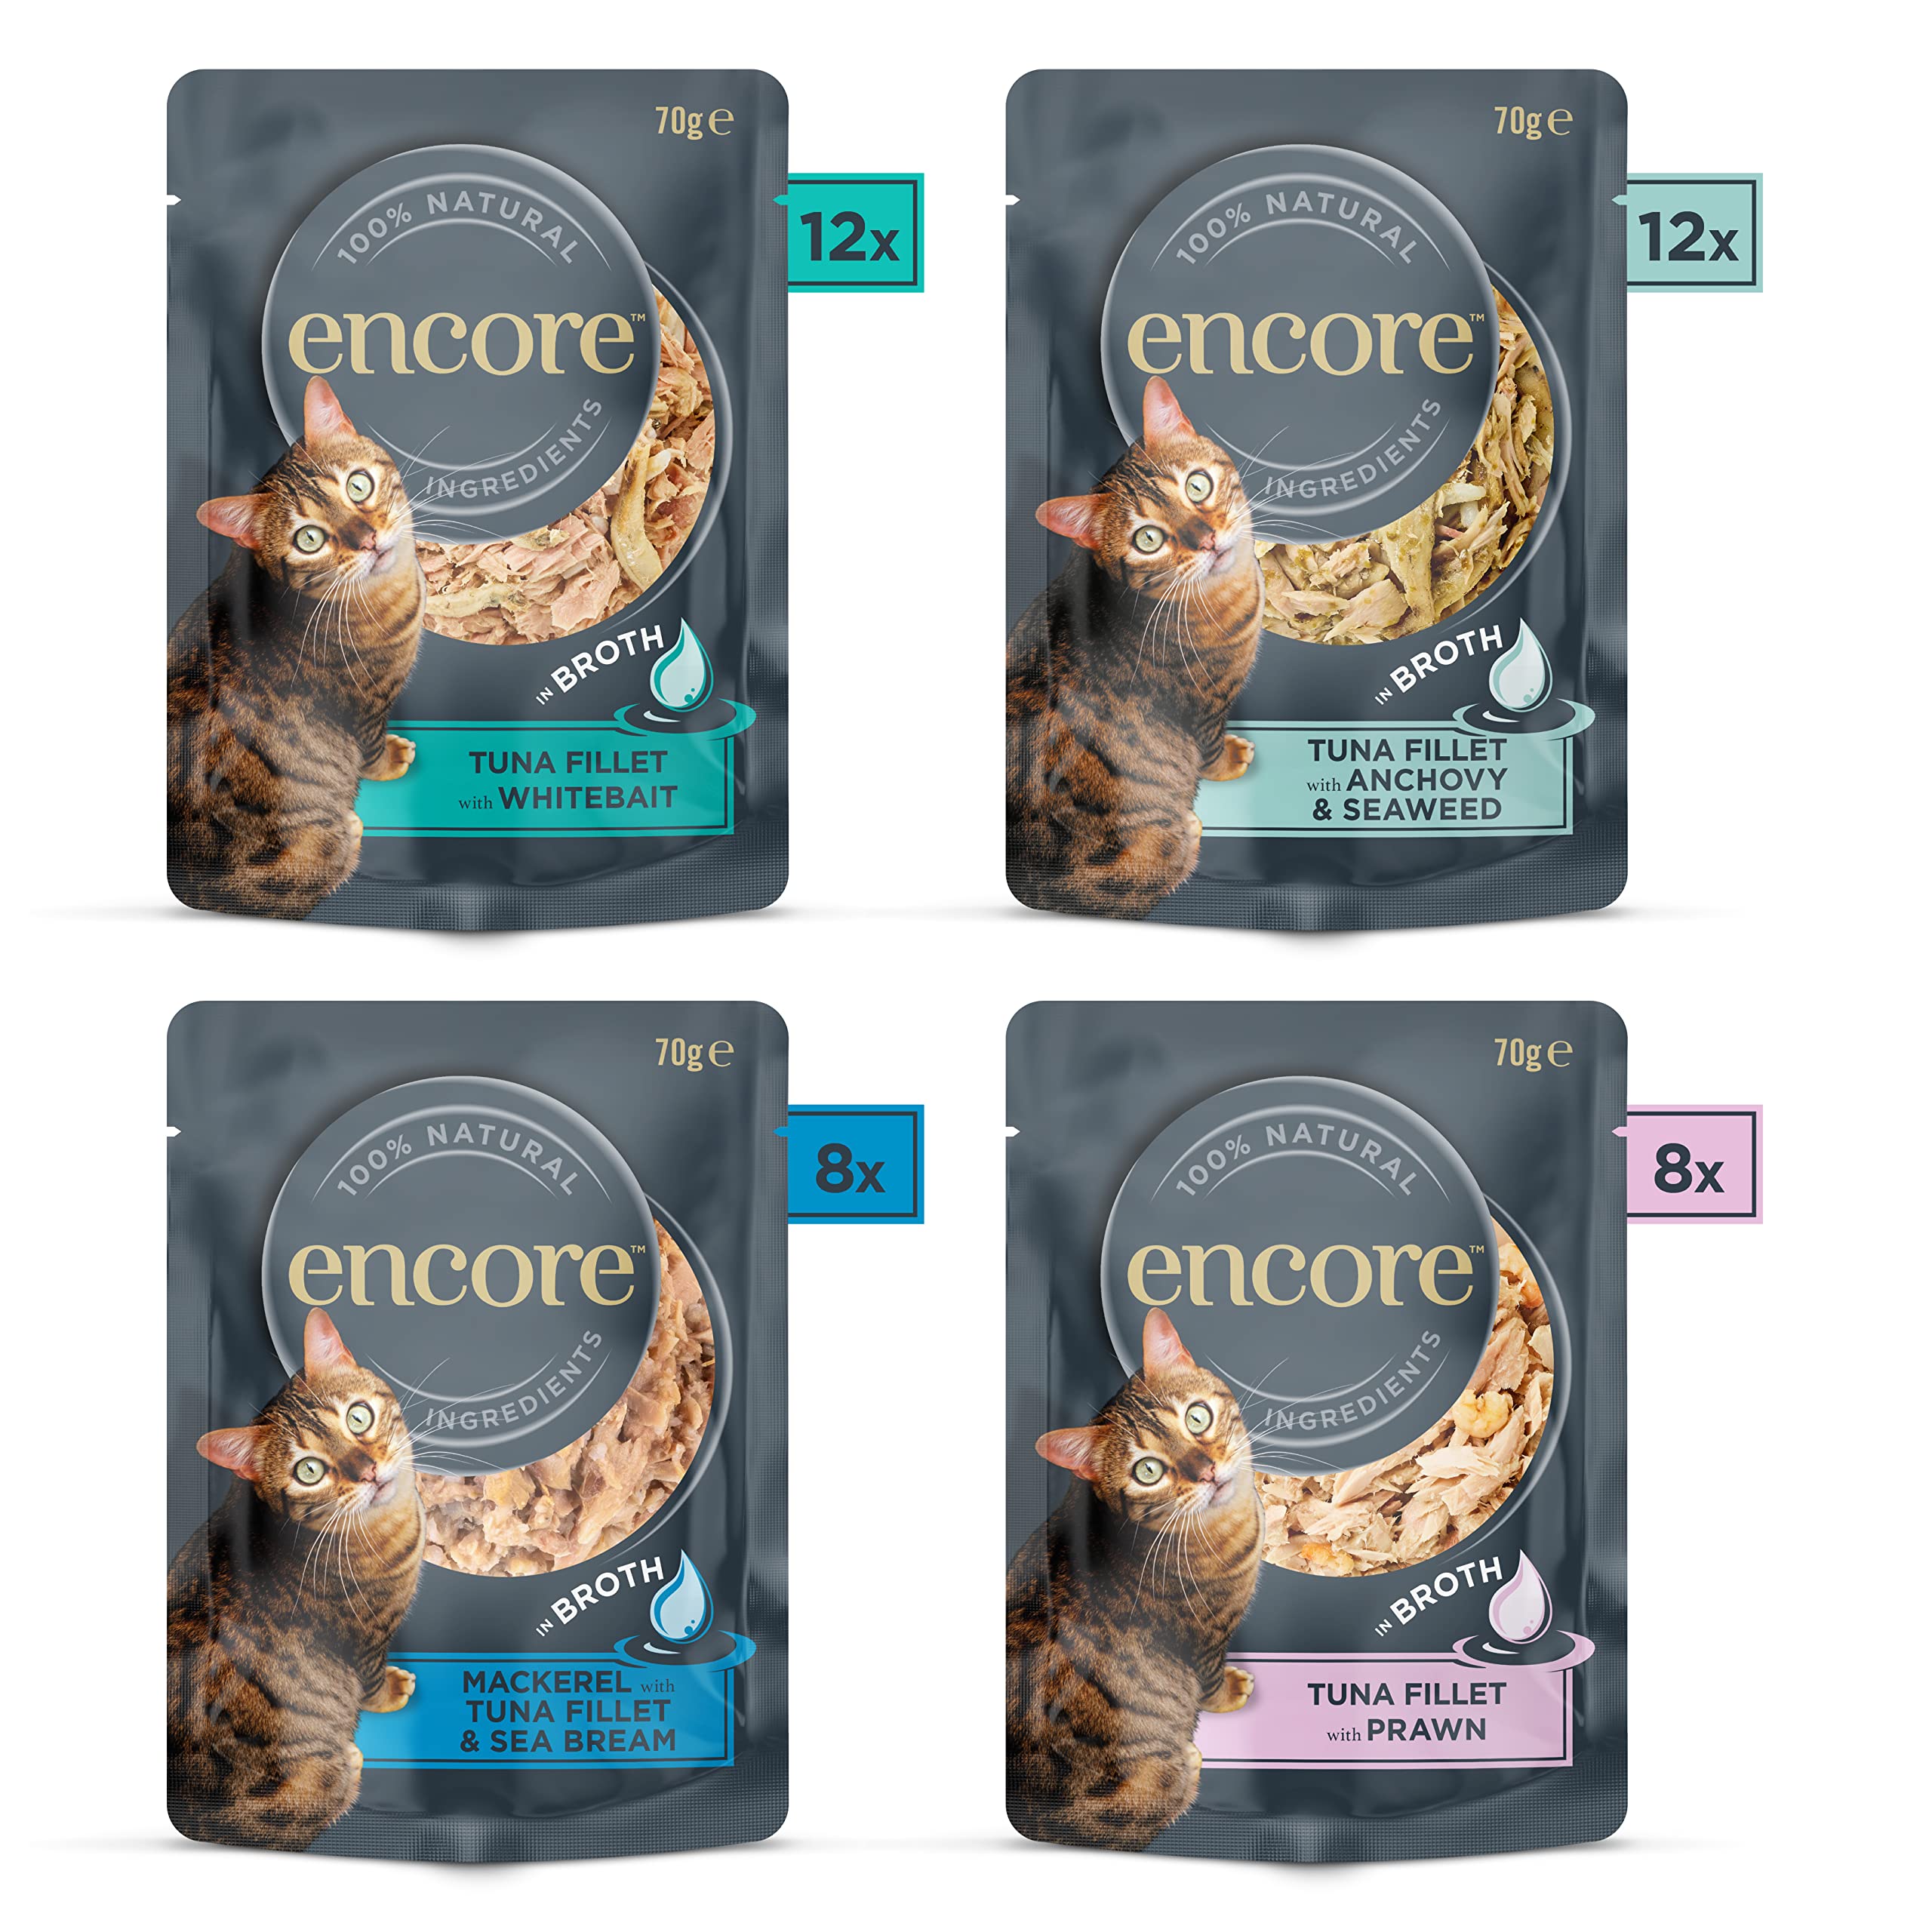 70g e
100% NATURAL
encore™
INGREDIENTS
IN BROTH
TUNA FILLET
with WHITEBAIT
12x
70g e
100% NATURAL
encore™
INGREDIENTS
IN BROTH
TUNA FILLET
with ANCHOVY
& SEAWEED
12x
70g e
100% NATURAL
encore™
INGREDIENTS
IN BROTH
MACKEREL with
TUNA FILLET
& SEA BREAM
8x
70g e
100% NATURAL
encore™
INGREDIENTS
IN BROTH
TUNA FILLET
with PRAWN
8x